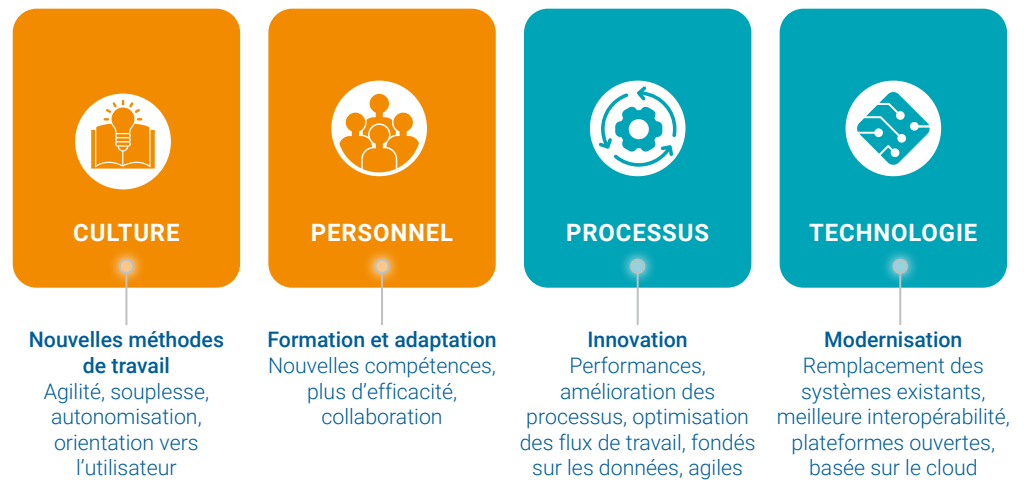 CULTURE
Nouvelles méthodes
de travail
Agilité, souplesse,
autonomisation,
orientation vers
l’utilisateur
PERSONNEL
Formation et adaptation
Nouvelles compétences,
plus d’efficacité,
collaboration
PROCESSUS
Innovation
Performances,
amélioration des
processus, optimisation
des flux de travail, fondés
sur les données, agiles
TECHNOLOGIE
Modernisation
Remplacement des
systèmes existants,
meilleure interopérabilité,
plateformes ouvertes,
basée sur le cloud